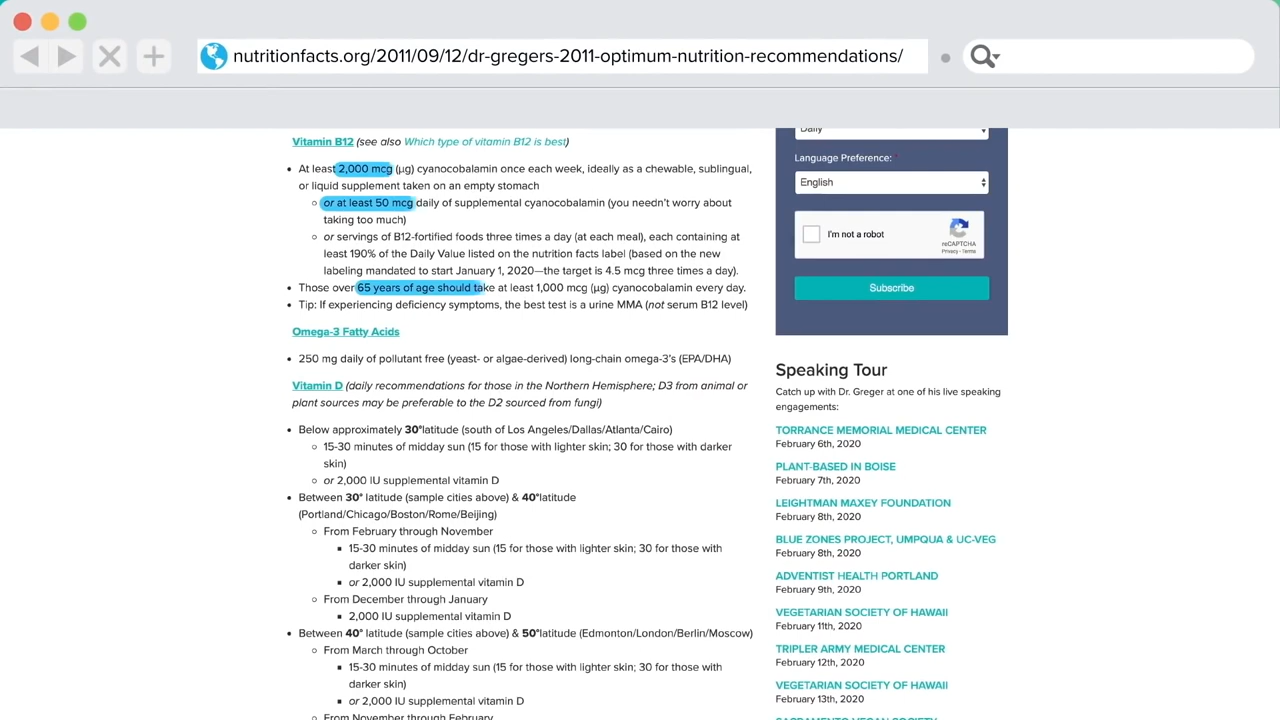 nutritionfacts.org/2011/09/12/dr-gregers-2011-optimum-nutrition-recommendations/
Vitamin B12 (see also Which type of vitamin B12 is best)
• At least 2,000 mcg (µg) cyanocobalamin once each week, ideally as a chewable, sublingual,
or liquid supplement taken on an empty stomach
or at least 50 mcg daily of supplemental cyanocobalamin (you needn't worry about
taking too much)
or servings of B12-fortified foods three times a day (at each meal), each containing at
least 190% of the Daily Value listed on the nutrition facts label (based on the new
labeling mandated to start January 1, 2020—the target is 4.5 mcg three times a day).
• Those over 65 years of age should take at least 1,000 mcg (µg) cyanocobalamin every day.
• Tip: If experiencing deficiency symptoms, the best test is a urine MMA (not serum B12 level)
Omega-3 Fatty Acids
• 250 mg daily of pollutant free (yeast- or algae-derived) long-chain omega-3's (EPA/DHA)
Vitamin D (daily recommendations for those in the Northern Hemisphere; D3 from animal or
plant sources may be preferable to the D2 sourced from fungi)
• Below approximately 30°latitude (south of Los Angeles/Dallas/Atlanta/Cairo)
15-30 minutes of midday sun (15 for those with lighter skin; 30 for those with darker
skin)
or 2,000 IU supplemental vitamin D
• Between 30° latitude (sample cities above) & 40°latitude
(Portland/Chicago/Boston/Rome/Beijing)
From February through November
15-30 minutes of midday sun (15 for those with lighter skin; 30 for those with
darker skin)
or 2,000 IU supplemental vitamin D
From December through January
2,000 IU supplemental vitamin D
• Between 40° latitude (sample cities above) & 50°latitude (Edmonton/London/Berlin/Moscow)
From March through October
15-30 minutes of midday sun (15 for those with lighter skin; 30 for those with
darker skin)
or 2,000 IU supplemental vitamin D
From November through February
Daily
Language Preference: *
English
I'm not a robot
reCAPTCHA
Privacy - Terms
Subscribe
Speaking Tour
Catch up with Dr. Greger at one of his live speaking
engagements:
TORRANCE MEMORIAL MEDICAL CENTER
February 6th, 2020
PLANT-BASED IN BOISE
February 7th, 2020
LEIGHTMAN MAXEY FOUNDATION
February 8th, 2020
BLUE ZONES PROJECT, UMPQUA & UC-VEG
February 8th, 2020
ADVENTIST HEALTH PORTLAND
February 9th, 2020
VEGETARIAN SOCIETY OF HAWAII
February 11th, 2020
TRIPLER ARMY MEDICAL CENTER
February 12th, 2020
VEGETARIAN SOCIETY OF HAWAII
February 13th, 2020
SACRAMENTO VEGAN SOCIETY